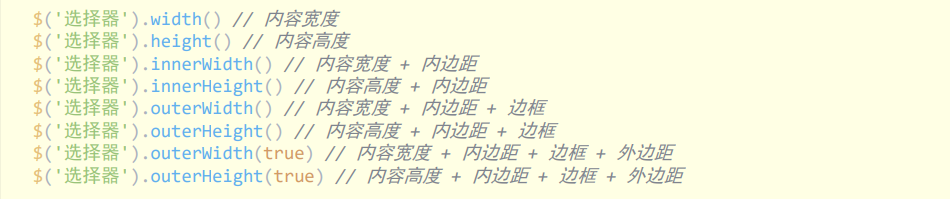 $('选择器').width() // 内容宽度
$('选择器').height() // 内容高度
$('选择器').innerWidth() // 内容宽度 + 内边距
$('选择器').innerHeight() // 内容高度 + 内边距
$('选择器').outerWidth() // 内容宽度 + 内边距 + 边框
$('选择器').outerHeight() // 内容高度 + 内边距 + 边框
$('选择器').outerWidth(true) // 内容宽度 + 内边距 + 边框 + 外边距
$('选择器').outerHeight(true) // 内容高度 + 内边距 + 边框 + 外边距